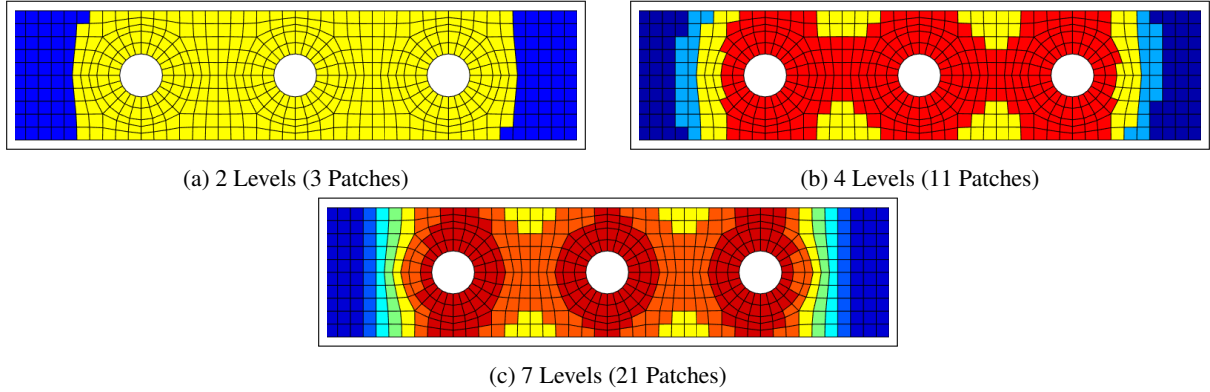 (a) 2 Levels (3 Patches)
(b) 4 Levels (11 Patches)
(c) 7 Levels (21 Patches)